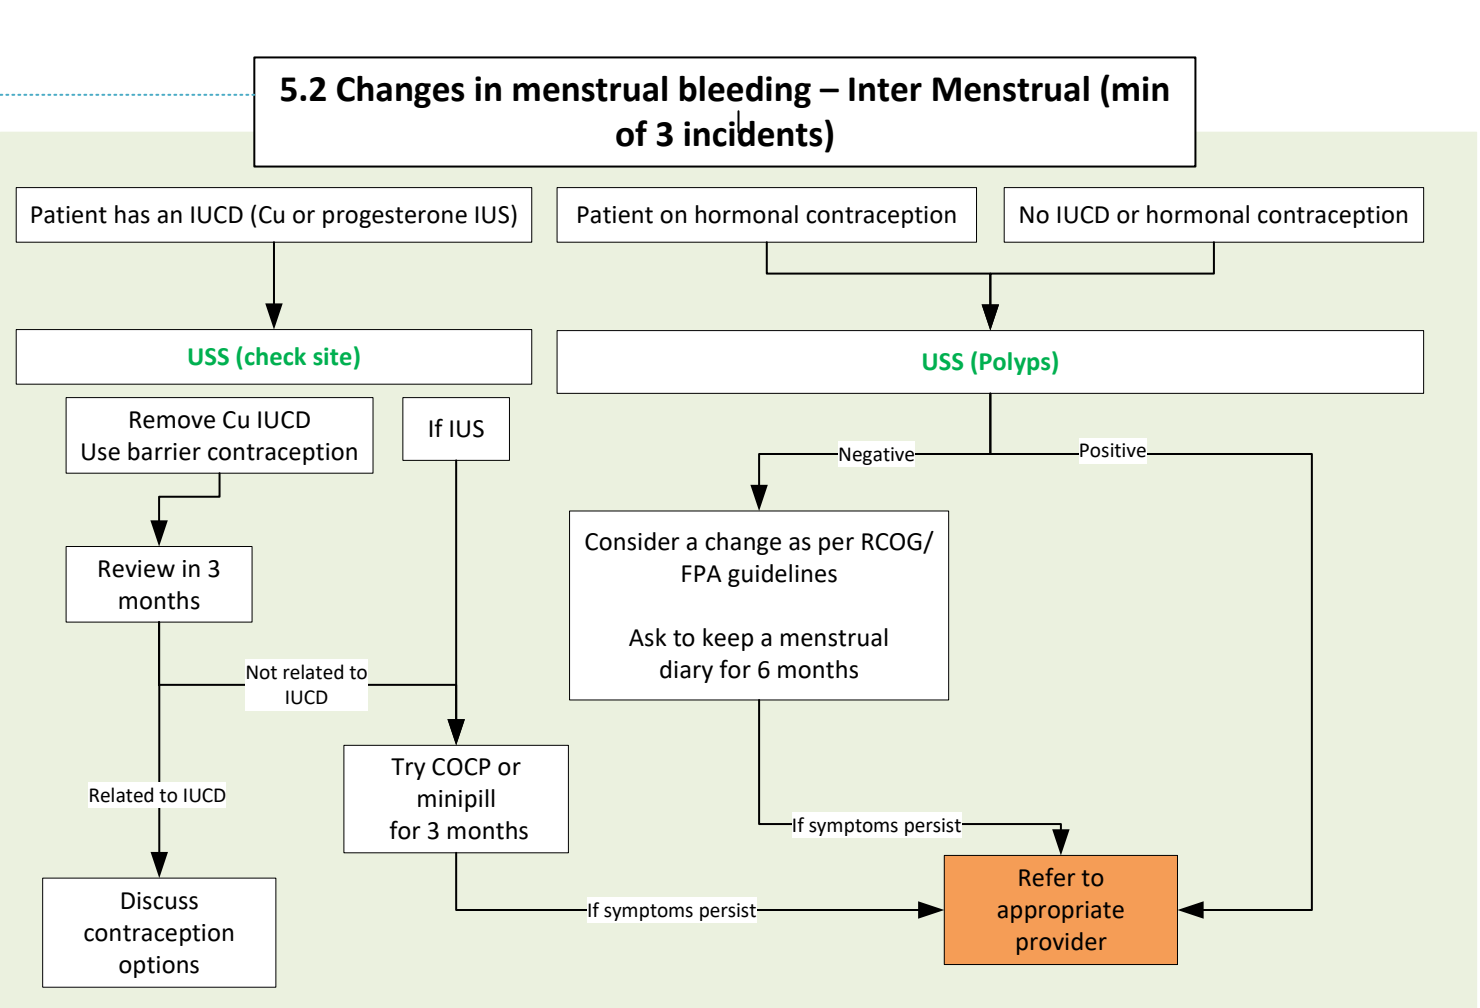 5.2 Changes in menstrual bleeding – Inter Menstrual (min
of 3 incidents)
Patient has an IUCD (Cu or progesterone IUS)
Patient on hormonal contraception
No IUCD or hormonal contraception
USS (check site)
USS (Polyps)
Remove Cu IUCD
Use barrier contraception
If IUS
Negative
Positive
Review in 3
months
Consider a change as per RCOG/
FPA guidelines
Ask to keep a menstrual
diary for 6 months
Not related to
IUCD
Related to IUCD
Try COCP or
minipill
for 3 months
If symptoms persist
If symptoms persist
Discuss
contraception
options
Refer to
appropriate
provider